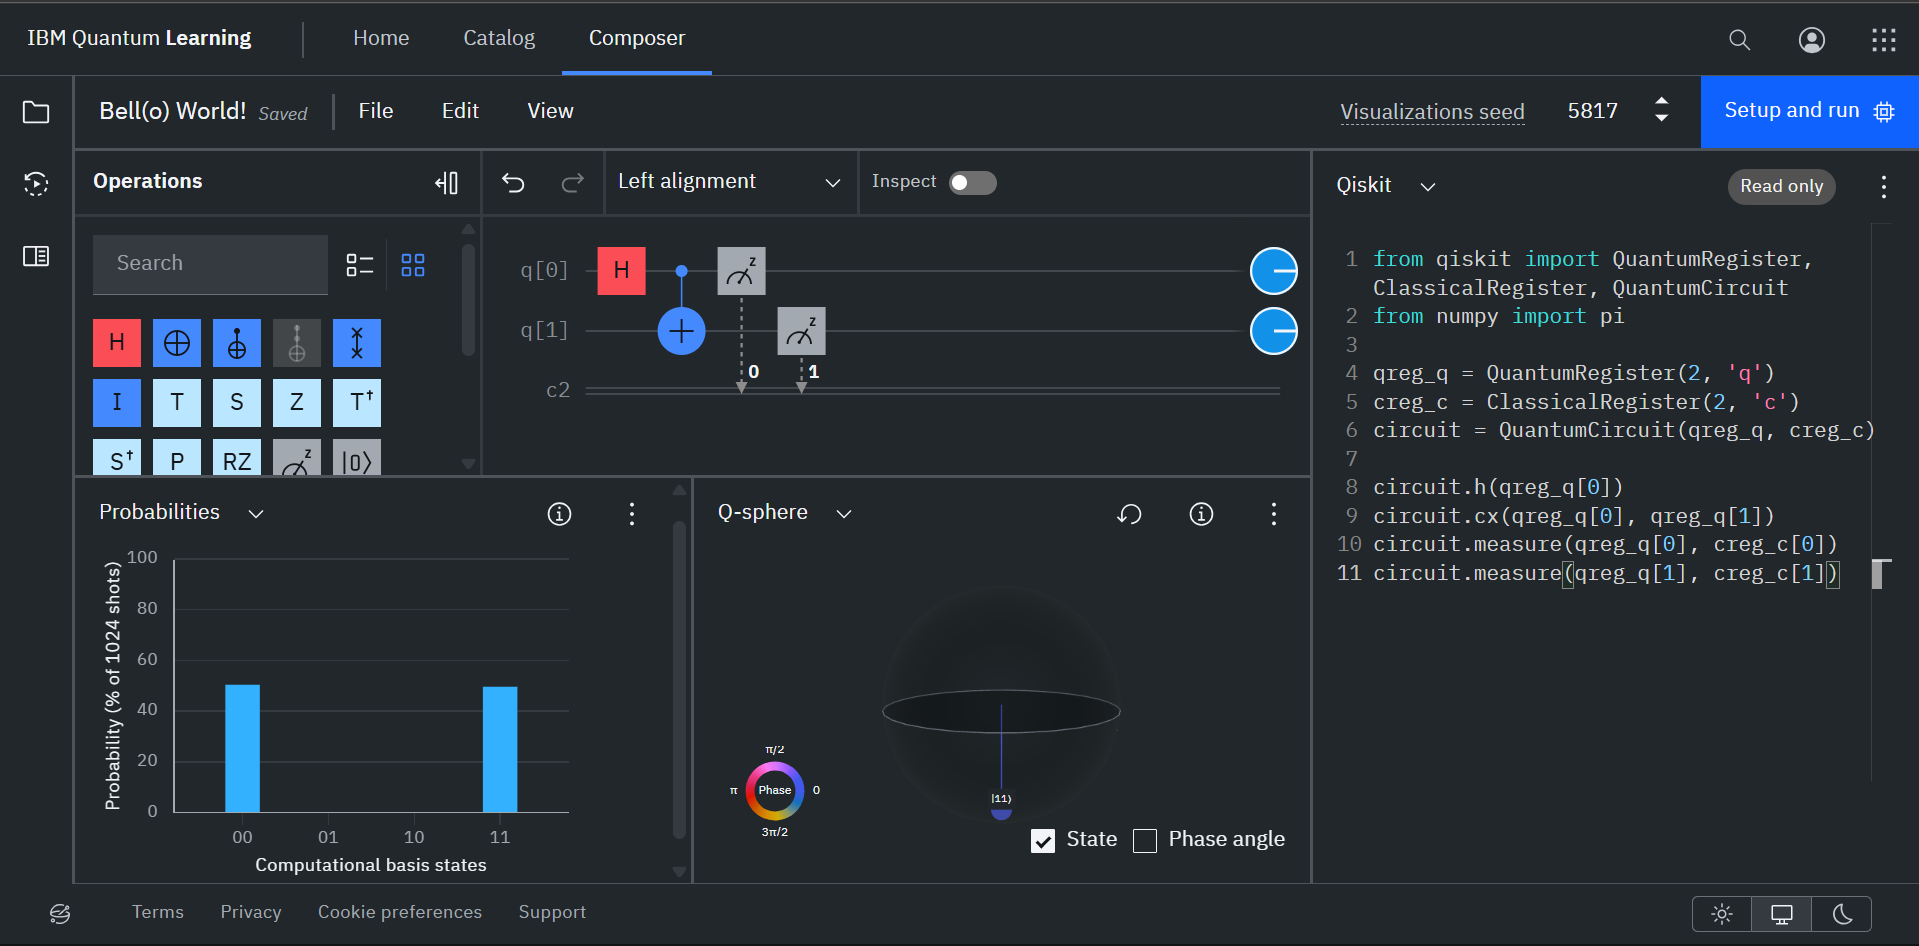 IBM Quantum Learning
Home
Catalog
Composer
Bell(o) World!
Saved
File
Edit
View
Visualizations seed
5817
Setup and run
Operations
Left alignment
Inspect
Qiskit
Read only
Search
H
I
T
S
Z
T†
S†
P
RZ
z
|0⟩
q[0]
H
z
q[1]
z
0
1
c2
1 from qiskit import QuantumRegister,
ClassicalRegister, QuantumCircuit
2 from numpy import pi
3
4 qreg_q = QuantumRegister(2, 'q')
5 creg_c = ClassicalRegister(2, 'c')
6 circuit = QuantumCircuit(qreg_q, creg_c)
7
8 circuit.h(qreg_q[0])
9 circuit.cx(qreg_q[0], qreg_q[1])
10 circuit.measure(qreg_q[0], creg_c[0])
11 circuit.measure(qreg_q[1], creg_c[1])
Probabilities
Probability (% of 1024 shots)
100
80
60
40
20
0
00
01
10
11
Computational basis states
Q-sphere
π/2
π
Phase
0
3π/2
|11⟩
State
Phase angle
Terms
Privacy
Cookie preferences
Support